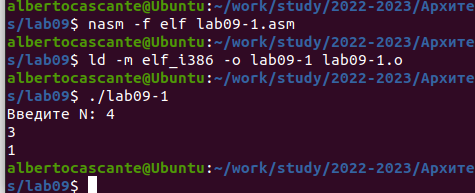 albertocascante@Ubuntu:~/work/study/2022-2023/Архите
s/lab09$ nasm -f elf lab09-1.asm
albertocascante@Ubuntu:~/work/study/2022-2023/Архите
s/lab09$ ld -m elf_i386 -o lab09-1 lab09-1.o
albertocascante@Ubuntu:~/work/study/2022-2023/Архите
s/lab09$ ./lab09-1
Введите N: 4
3
1
albertocascante@Ubuntu:~/work/study/2022-2023/Архите
s/lab09$